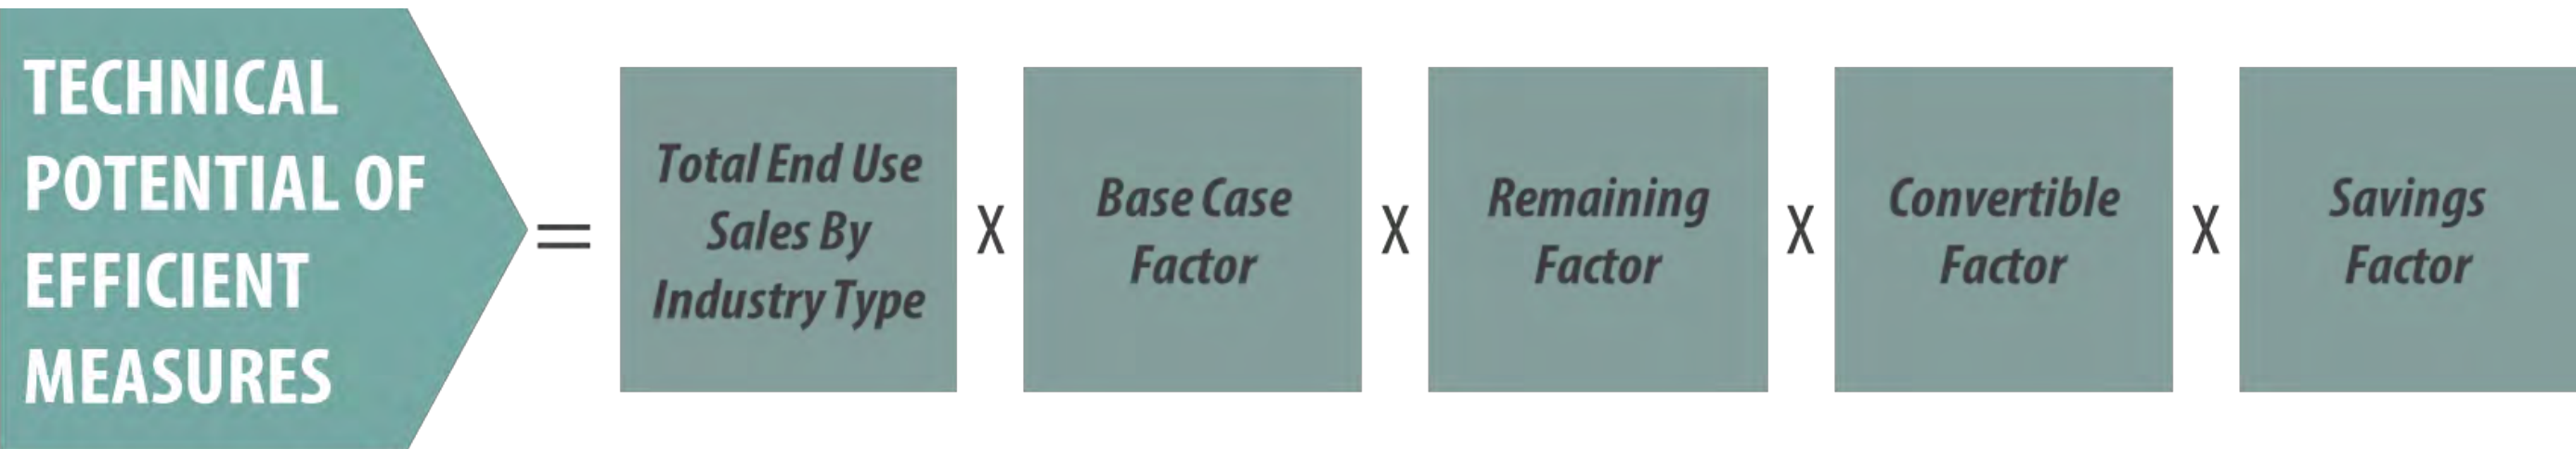 TECHNICAL
POTENTIAL OF
EFFICIENT
MEASURES
=
Total End Use
Sales By
Industry Type
X
Base Case
Factor
X
Remaining
Factor
X
Convertible
Factor
X
Savings
Factor